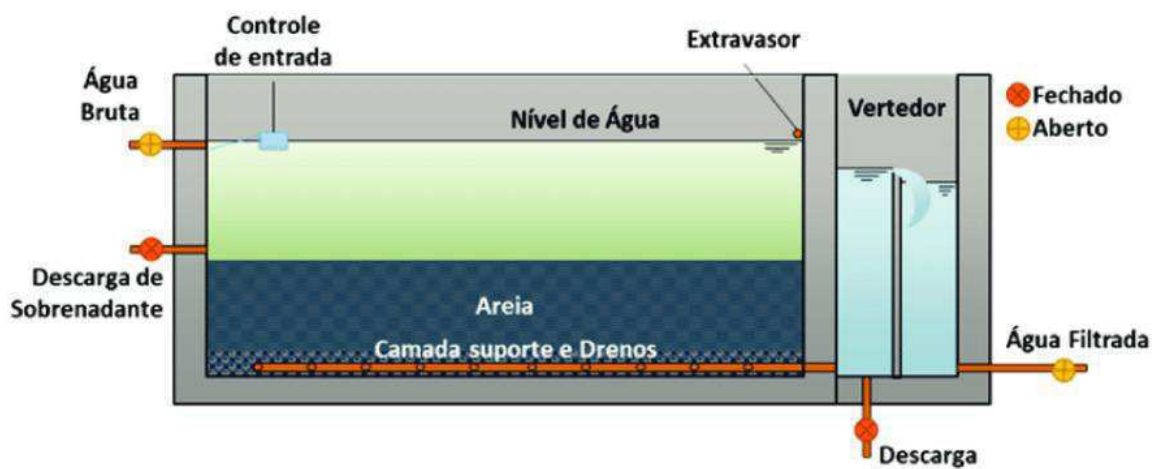 Controle
de entrada
Extravasor
Água
Bruta
Nível de Água
Vertedor
Fechado
Aberto
Descarga de
Sobrenadante
Areia
Camada suporte e Drenos
Água Filtrada
Descarga